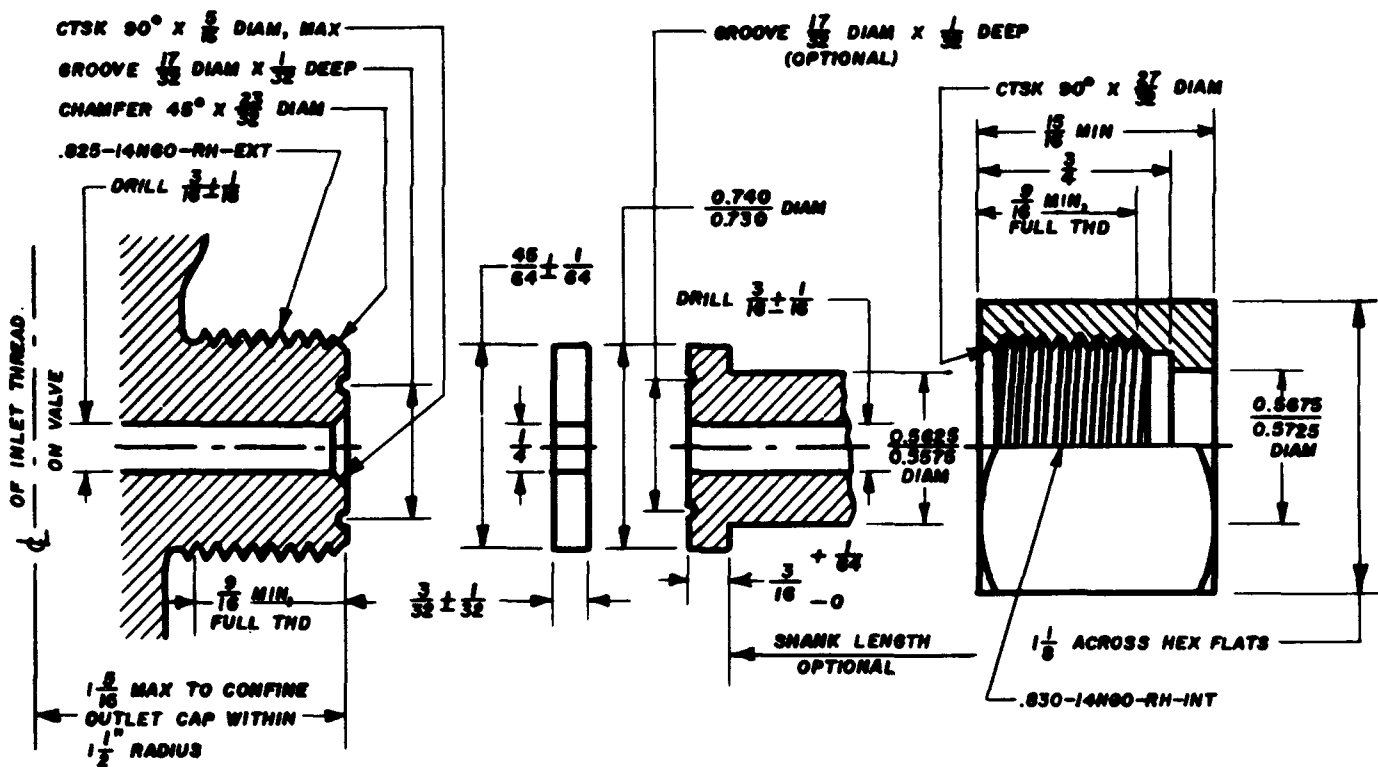 CTSK 90° X 5/16 DIAM, MAX
GROOVE 17/32 DIAM X 1/32 DEEP
CHAMFER 45° X 23/32 DIAM
.825-14NGO-RH-EXT
DRILL 3/16 ± 1/16
GROOVE 17/32 DIAM X 1/32 DEEP
(OPTIONAL)
CTSK 90° X 27/32 DIAM
15/16 MIN
3/4
9/16 MIN,
FULL THD
0.740
0.730 DIAM
45/64 ± 1/64
DRILL 3/16 ± 1/16
℄ OF INLET THREAD
ON VALVE
1/4
0.5625
0.5575
DIAM
0.5675
0.5725
DIAM
9/16 MIN,
FULL THD
3/32 ± 1/32
3/16 + 1/64
-0
SHANK LENGTH
OPTIONAL
1 1/8 ACROSS HEX FLATS
.830-14NGO-RH-INT
1 5/16 MAX TO CONFINE
OUTLET CAP WITHIN
1 1/2" RADIUS